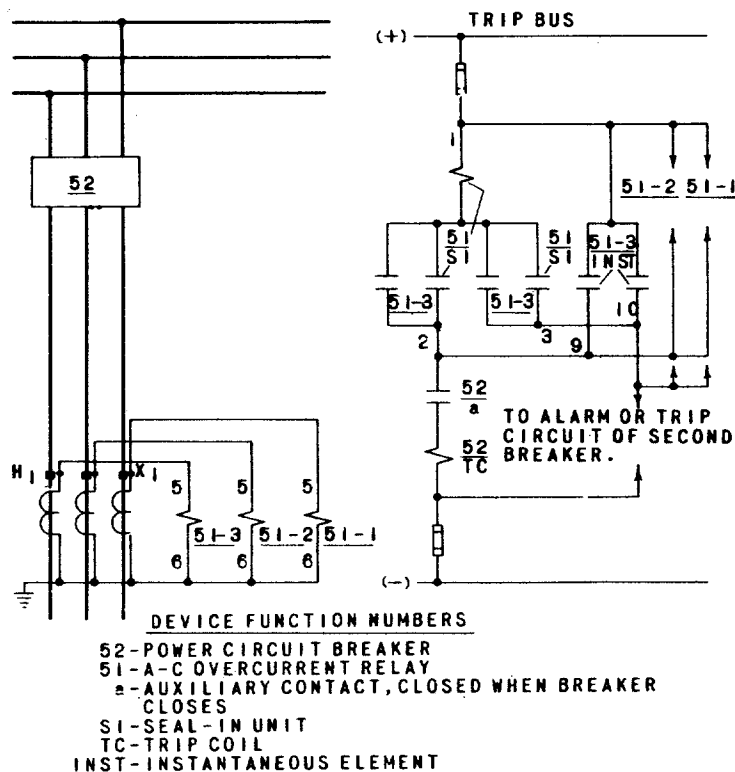 TRIP BUS
(+)
1
52
51-2 51-1
51
SI
51
SI
51-3
INST
51-3 51-3
10
2 3 9
52
a
TO ALARM OR TRIP
CIRCUIT OF SECOND
BREAKER.
52
TC
H1 X1
5 5 5
51-3 51-2 51-1
6 6 6
(-)
DEVICE FUNCTION NUMBERS
52-POWER CIRCUIT BREAKER
51-A-C OVERCURRENT RELAY
a-AUXILIARY CONTACT, CLOSED WHEN BREAKER
CLOSES
SI-SEAL-IN UNIT
TC-TRIP COIL
INST-INSTANTANEOUS ELEMENT